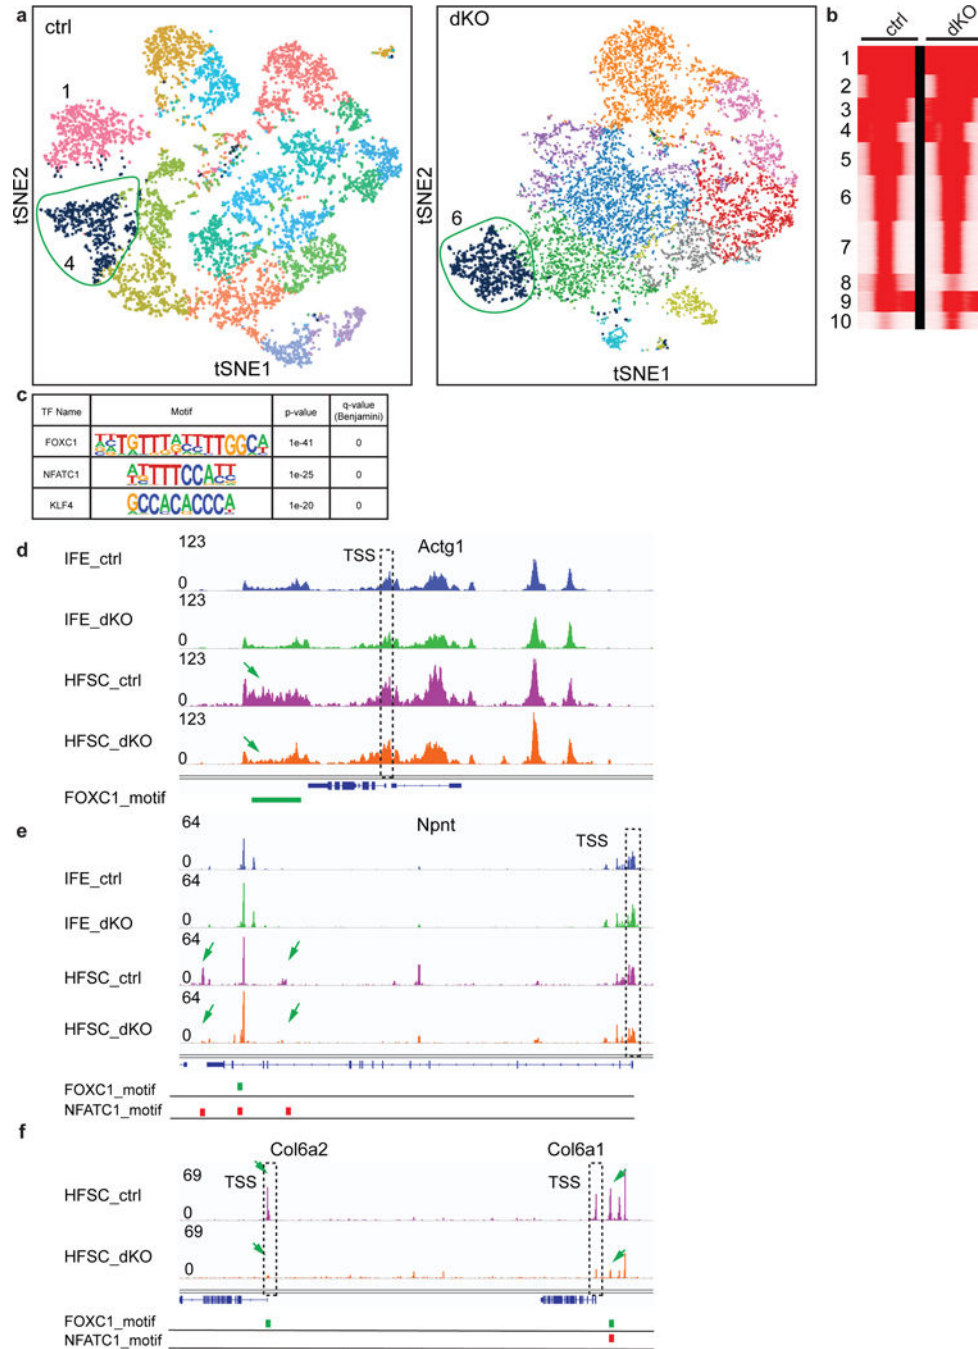 a
ctrl
1
4
tSNE2
tSNE1
dKO
6
tSNE2
tSNE1
b
ctrl
dKO
1
2
3
4
5
6
7
8
9
10
c
TF Name Motif p-value q-value (Benjamini)
FOXC1 1e-41 0
NFATC1 1e-25 0
KLF4 GCCACACCCA 1e-20 0
d
Actg1
TSS
IFE_ctrl 123 0
IFE_dKO 123 0
HFSC_ctrl 123 0
HFSC_dKO 123 0
FOXC1_motif
e
Npnt
TSS
IFE_ctrl 64 0
IFE_dKO 64 0
HFSC_ctrl 64 0
HFSC_dKO 64 0
FOXC1_motif
NFATC1_motif
f
Col6a2 Col6a1
TSS TSS
HFSC_ctrl 69 0
HFSC_dKO 69 0
FOXC1_motif
NFATC1_motif